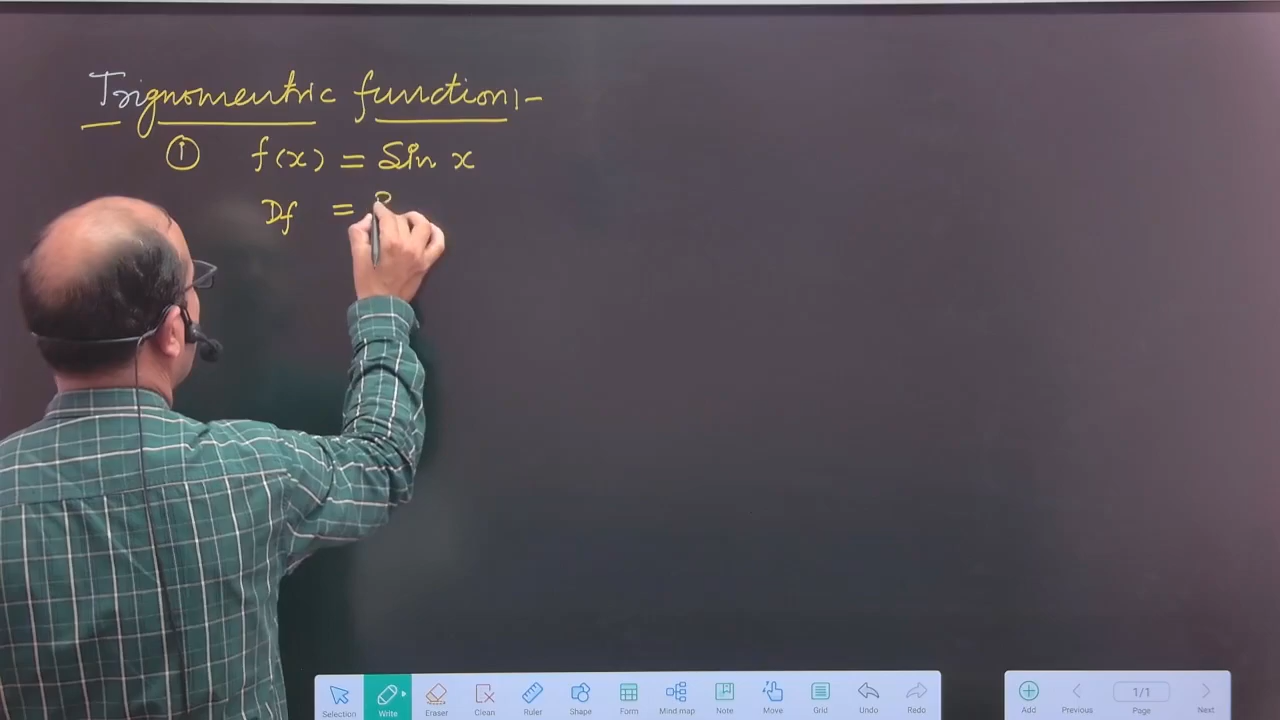 Trignomentric function:-
① f(x) = Sin x
Df =
Selection Write Eraser Clean Ruler Shape Form Mind map Note Move Grid Undo Redo
Add Previous 1/1 Page Next